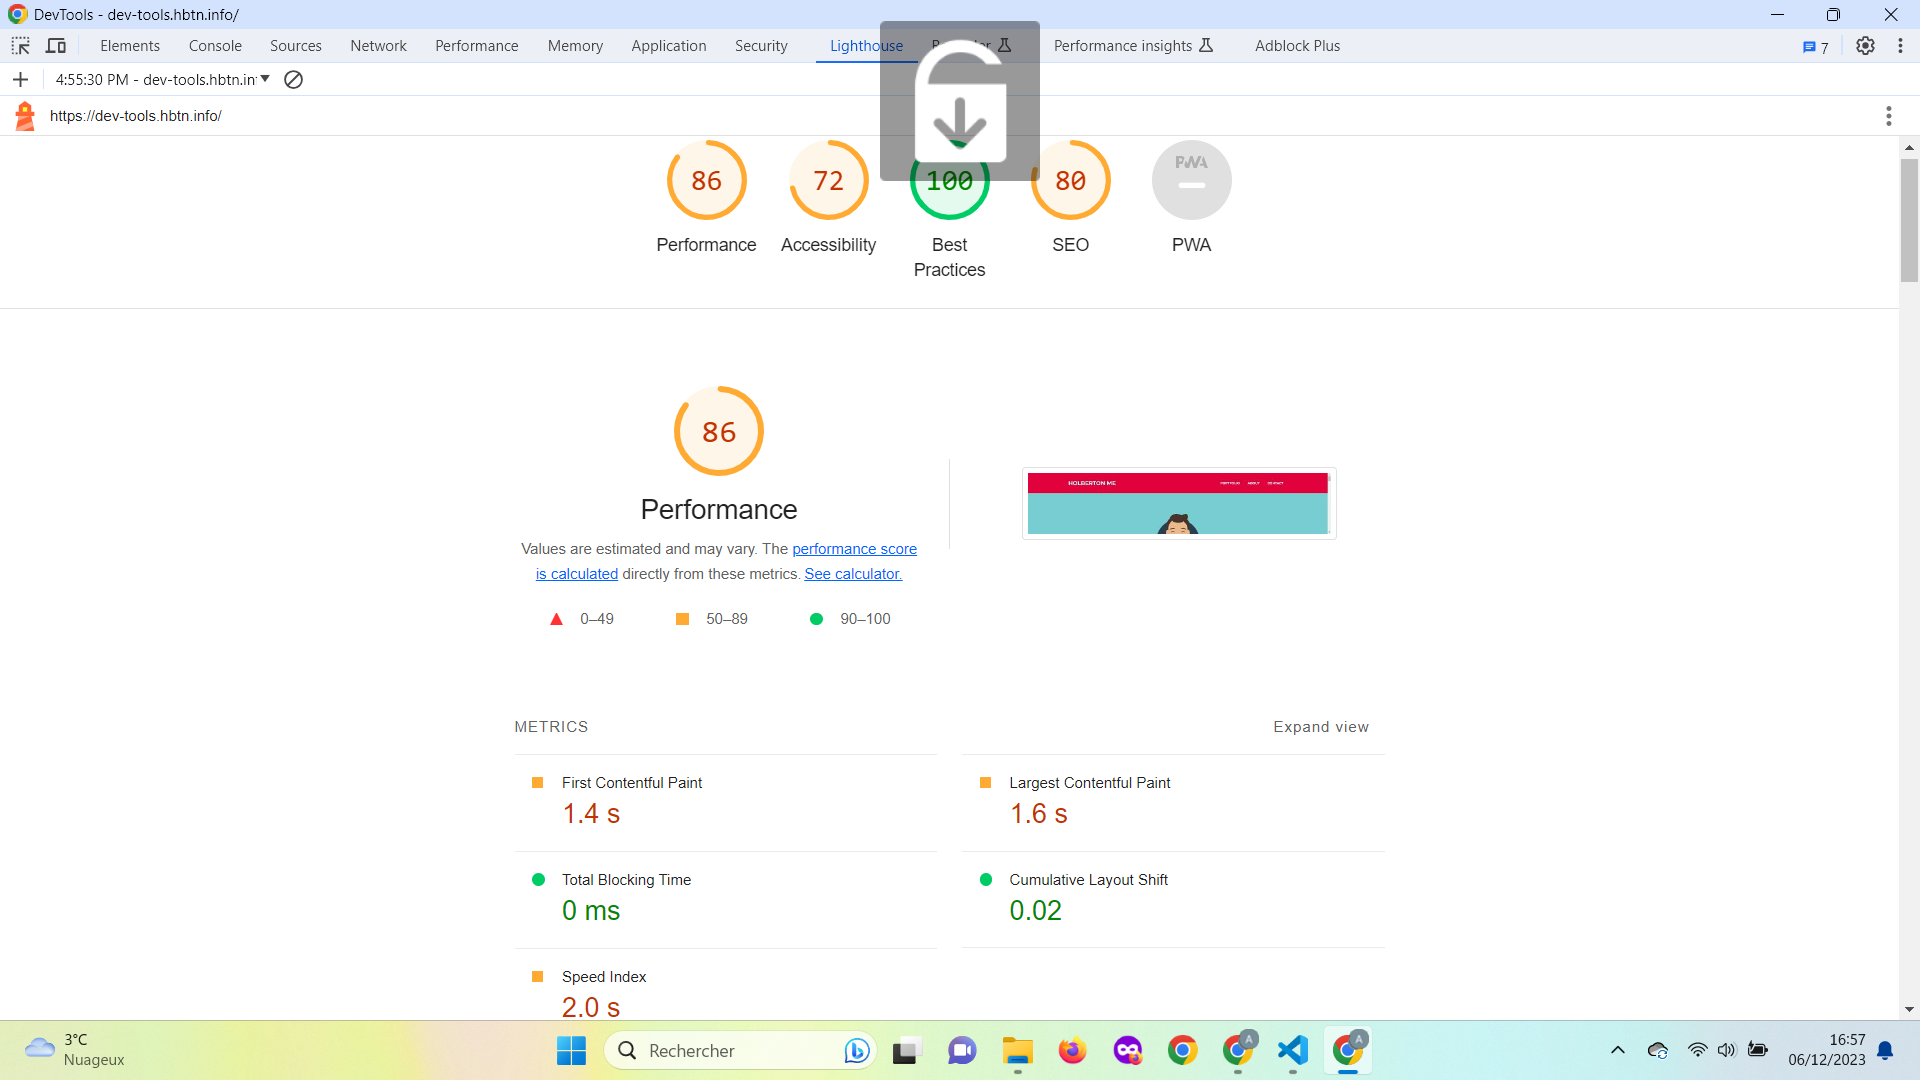 DevTools - dev-tools.hbtn.info/
Elements Console Sources Network Performance Memory Application Security Lighthouse Performance insights Adblock Plus 7
4:55:30 PM - dev-tools.hbtn.in
https://dev-tools.hbtn.info/
86 72 100 80 PWA
Performance Accessibility Best Practices SEO PWA
86
Performance
Values are estimated and may vary. The performance score
is calculated directly from these metrics. See calculator.
0–49 50–89 90–100
HOLBERTON ME PORTFOLIO ABOUT CONTACT
METRICS Expand view
First Contentful Paint
1.4 s
Largest Contentful Paint
1.6 s
Total Blocking Time
0 ms
Cumulative Layout Shift
0.02
Speed Index
2.0 s
3°C
Nuageux
Rechercher
A
A
16:57
06/12/2023